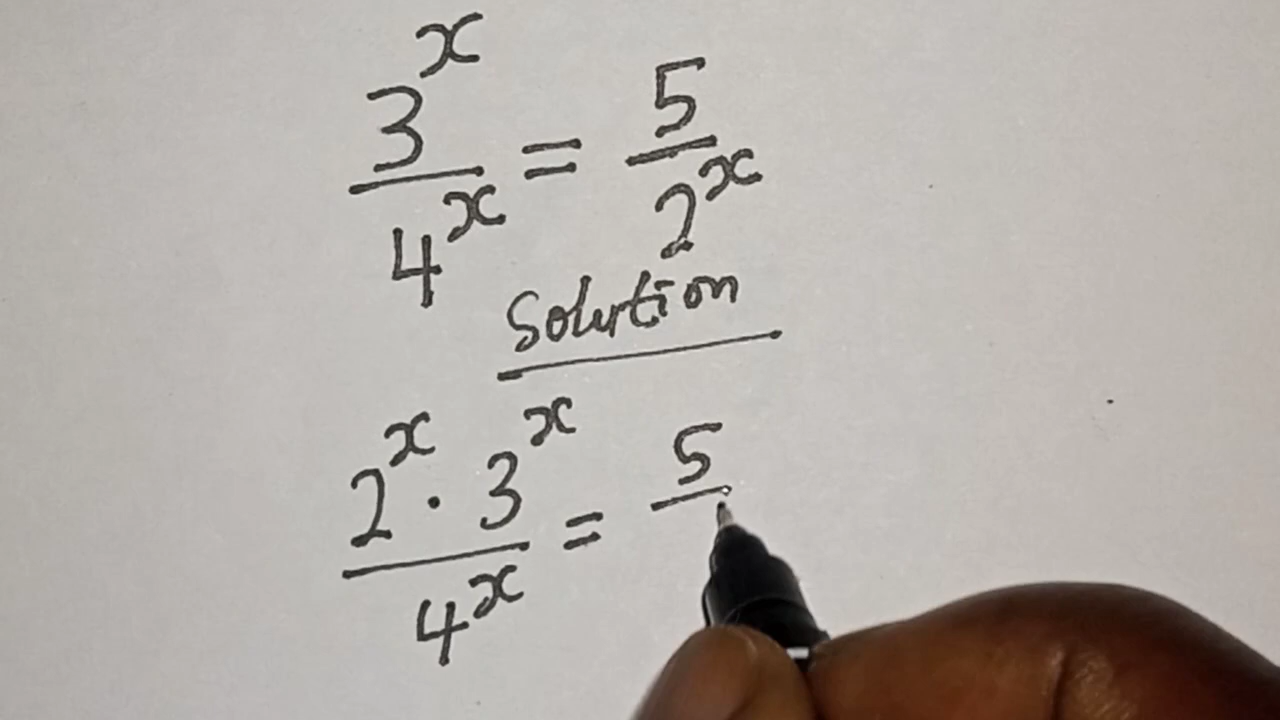 3^x / 4^x = 5 / 2^x
Solution
2^x · 3^x / 4^x = 5 /